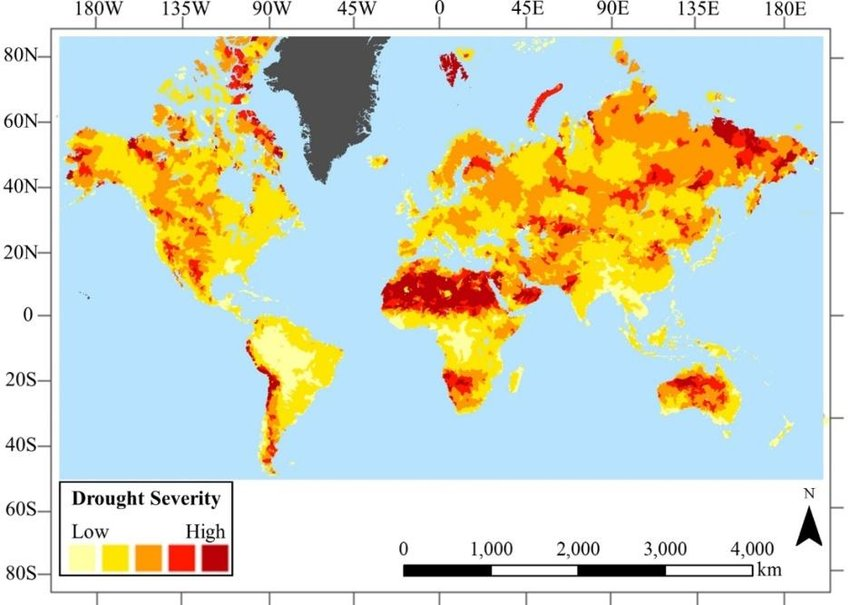 180W 135W 90W 45W 0 45E 90E 135E 180E
80N
60N
40N
20N
0
20S
40S
60S
80S
Drought Severity
Low High
N
0 1,000 2,000 3,000 4,000
km